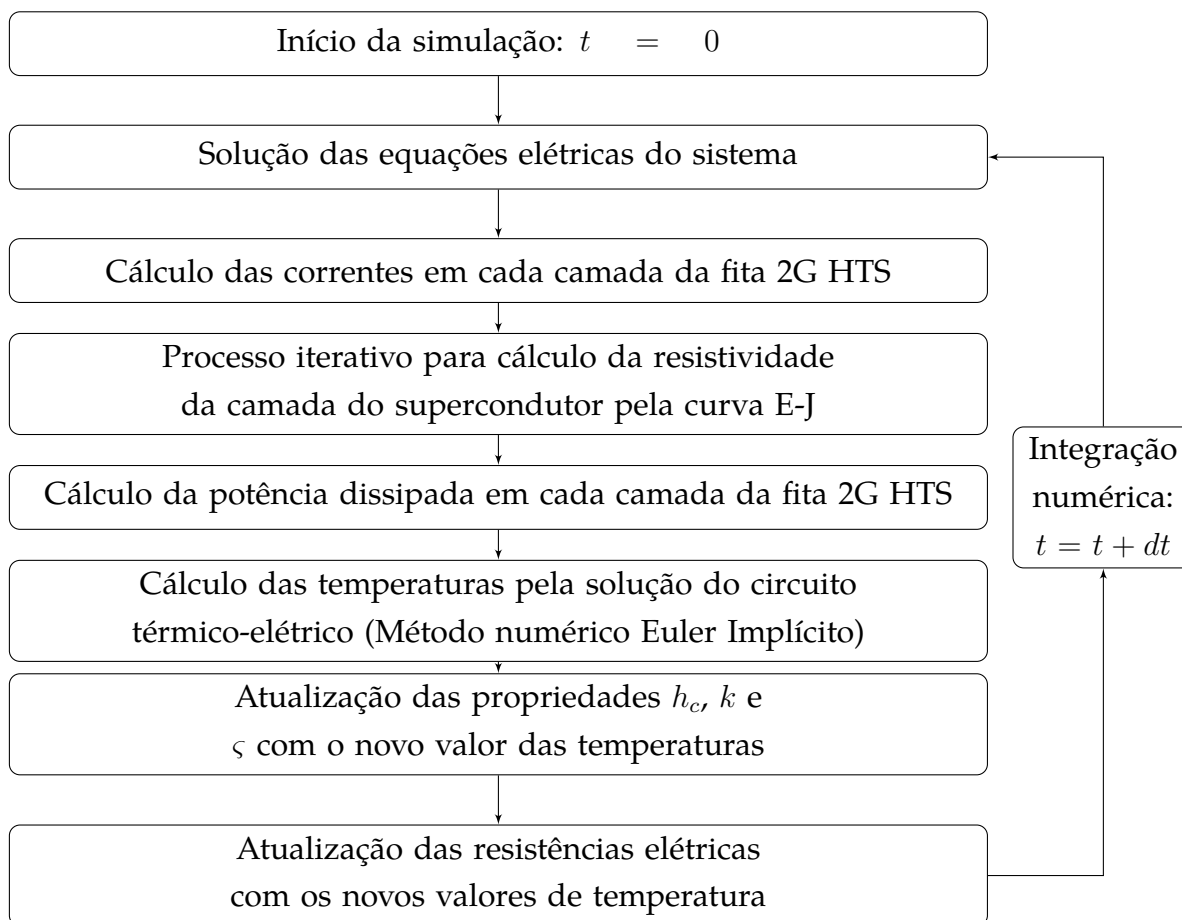 Início da simulação: t = 0
Solução das equações elétricas do sistema
Cálculo das correntes em cada camada da fita 2G HTS
Processo iterativo para cálculo da resistividade
da camada do supercondutor pela curva E-J
Cálculo da potência dissipada em cada camada da fita 2G HTS
Cálculo das temperaturas pela solução do circuito
térmico-elétrico (Método numérico Euler Implícito)
Atualização das propriedades h_c, k e
ς com o novo valor das temperaturas
Atualização das resistências elétricas
com os novos valores de temperatura
Integração
numérica:
t = t + dt